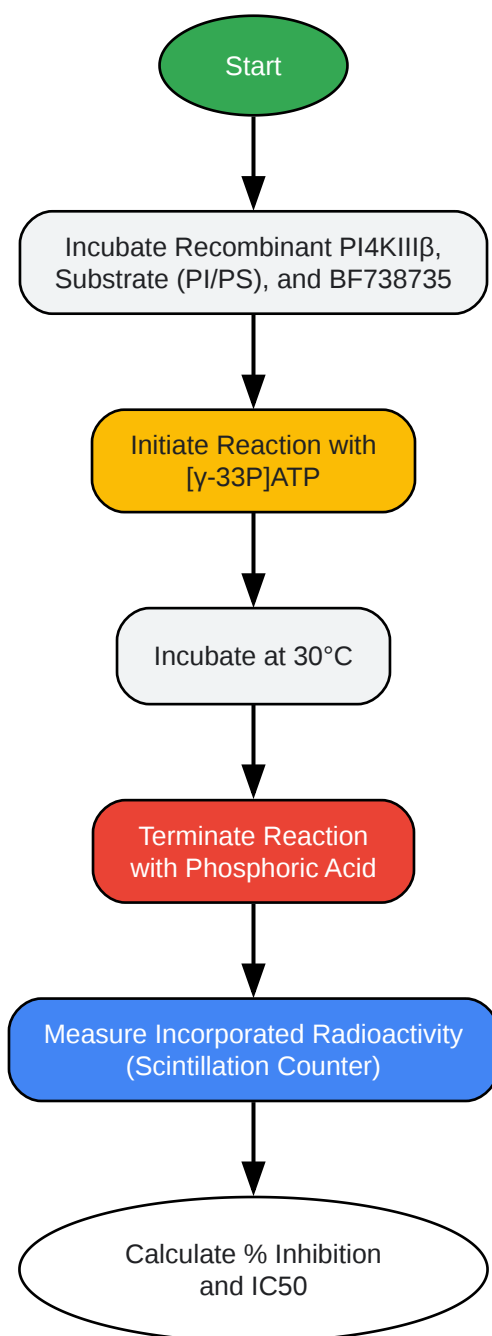 Start
Incubate Recombinant PI4KIIIβ,
Substrate (PI/PS), and BF738735
Initiate Reaction with
[γ-33P]ATP
Incubate at 30°C
Terminate Reaction
with Phosphoric Acid
Measure Incorporated Radioactivity
(Scintillation Counter)
Calculate % Inhibition
and IC50